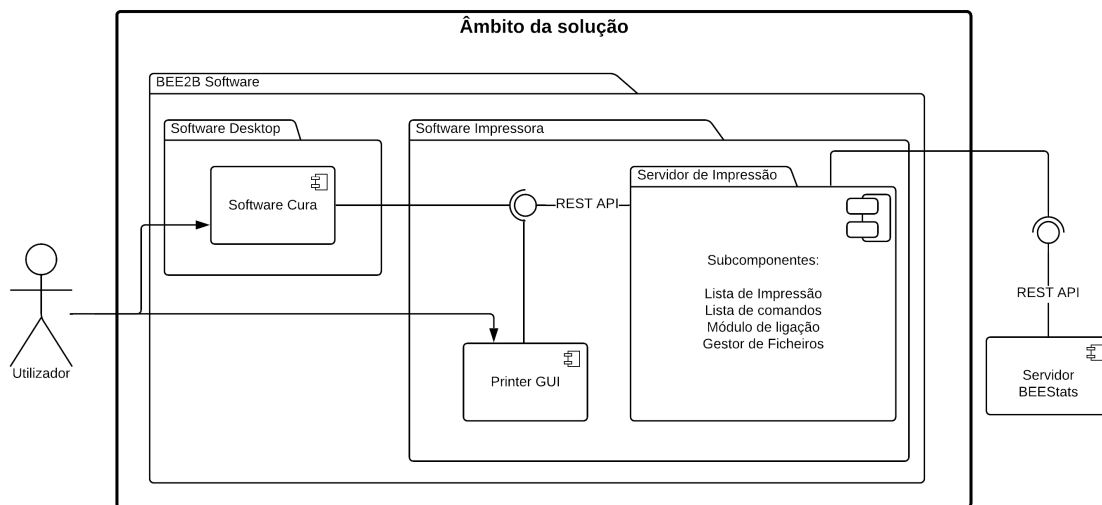 Âmbito da solução
BEE2B Software
Software Desktop
Software Impressora
Servidor de Impressão
Software Cura
REST API
Subcomponentes:
Lista de Impressão
Lista de comandos
Módulo de ligação
Gestor de Ficheiros
REST API
Utilizador
Printer GUI
Servidor
BEEStats